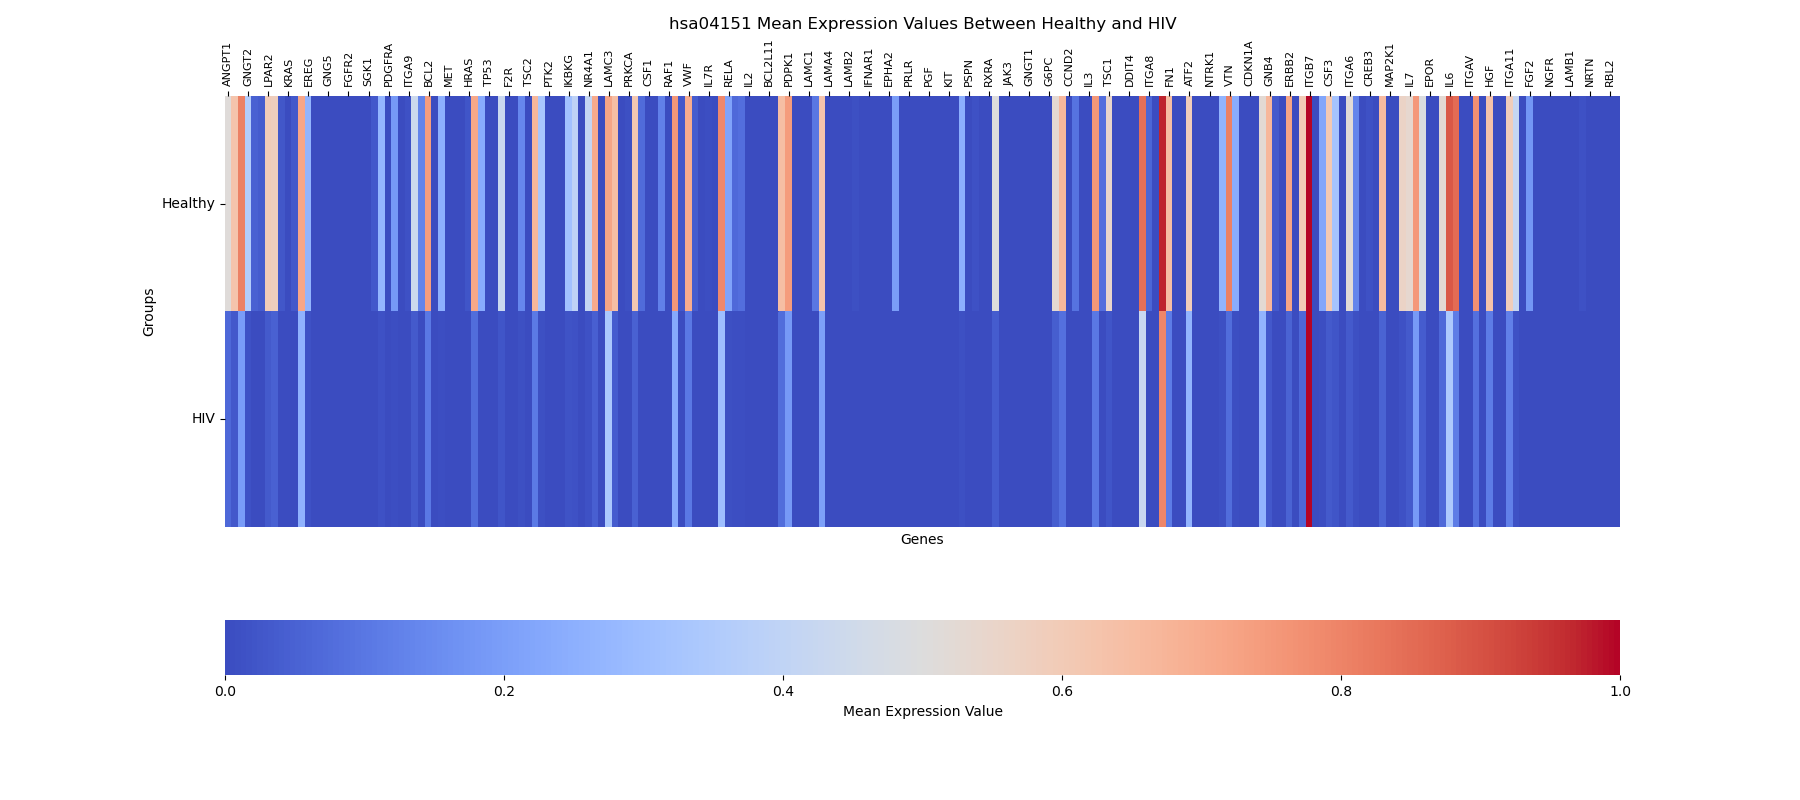 hsa04151 Mean Expression Values Between Healthy and HIV
ANGPT1
GNGT2
LPAR2
KRAS
EREG
GNG5
FGFR2
SGK1
PDGFRA
ITGA9
BCL2
MET
HRAS
TP53
F2R
TSC2
PTK2
IKBKG
NR4A1
LAMC3
PRKCA
CSF1
RAF1
VWF
IL7R
RELA
IL2
BCL2L11
PDPK1
LAMC1
LAMA4
LAMB2
IFNAR1
EPHA2
PRLR
PGF
KIT
PSPN
RXRA
JAK3
GNGT1
G6PC
CCND2
IL3
TSC1
DDIT4
ITGA8
FN1
ATF2
NTRK1
VTN
CDKN1A
GNB4
ERBB2
ITGB7
CSF3
ITGA6
CREB3
MAP2K1
IL7
EPOR
IL6
ITGAV
HGF
ITGA11
FGF2
NGFR
LAMB1
NRTN
RBL2
Healthy
Groups
HIV
Genes
0.0 0.2 0.4 0.6 0.8 1.0
Mean Expression Value